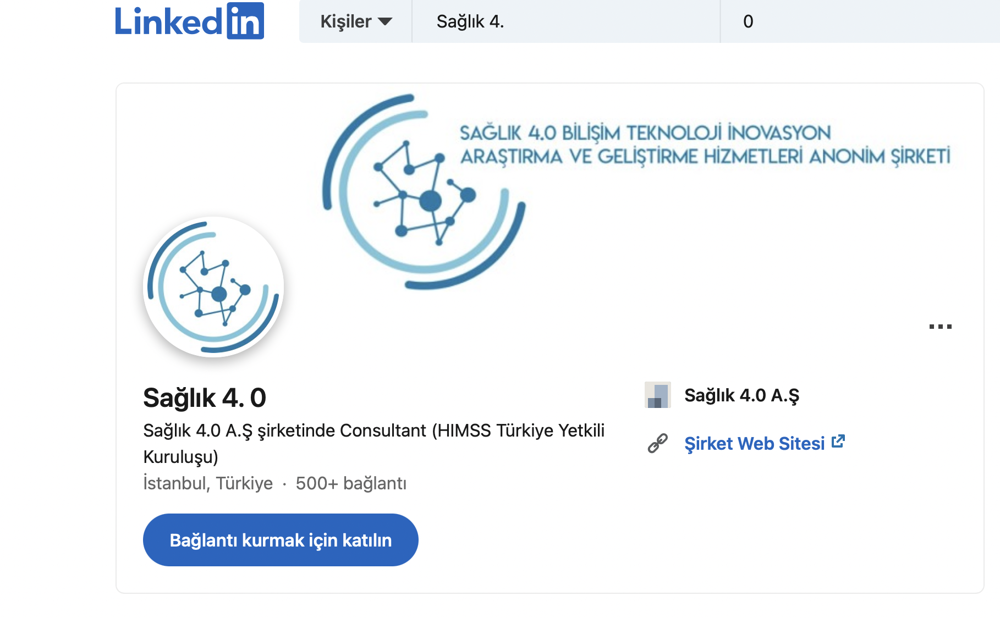 Linkedin
Kişiler
Sağlık 4.
0
SAĞLIK 4.0 BİLİŞİM TEKNOLOJİ İNOVASYON
ARAŞTIRMA VE GELİŞTİRME HİZMETLERİ ANONİM ŞİRKETİ
Sağlık 4. 0
Sağlık 4.0 A.Ş şirketinde Consultant (HIMSS Türkiye Yetkili
Kuruluşu)
İstanbul, Türkiye · 500+ bağlantı
Bağlantı kurmak için katılın
Sağlık 4.0 A.Ş
Şirket Web Sitesi